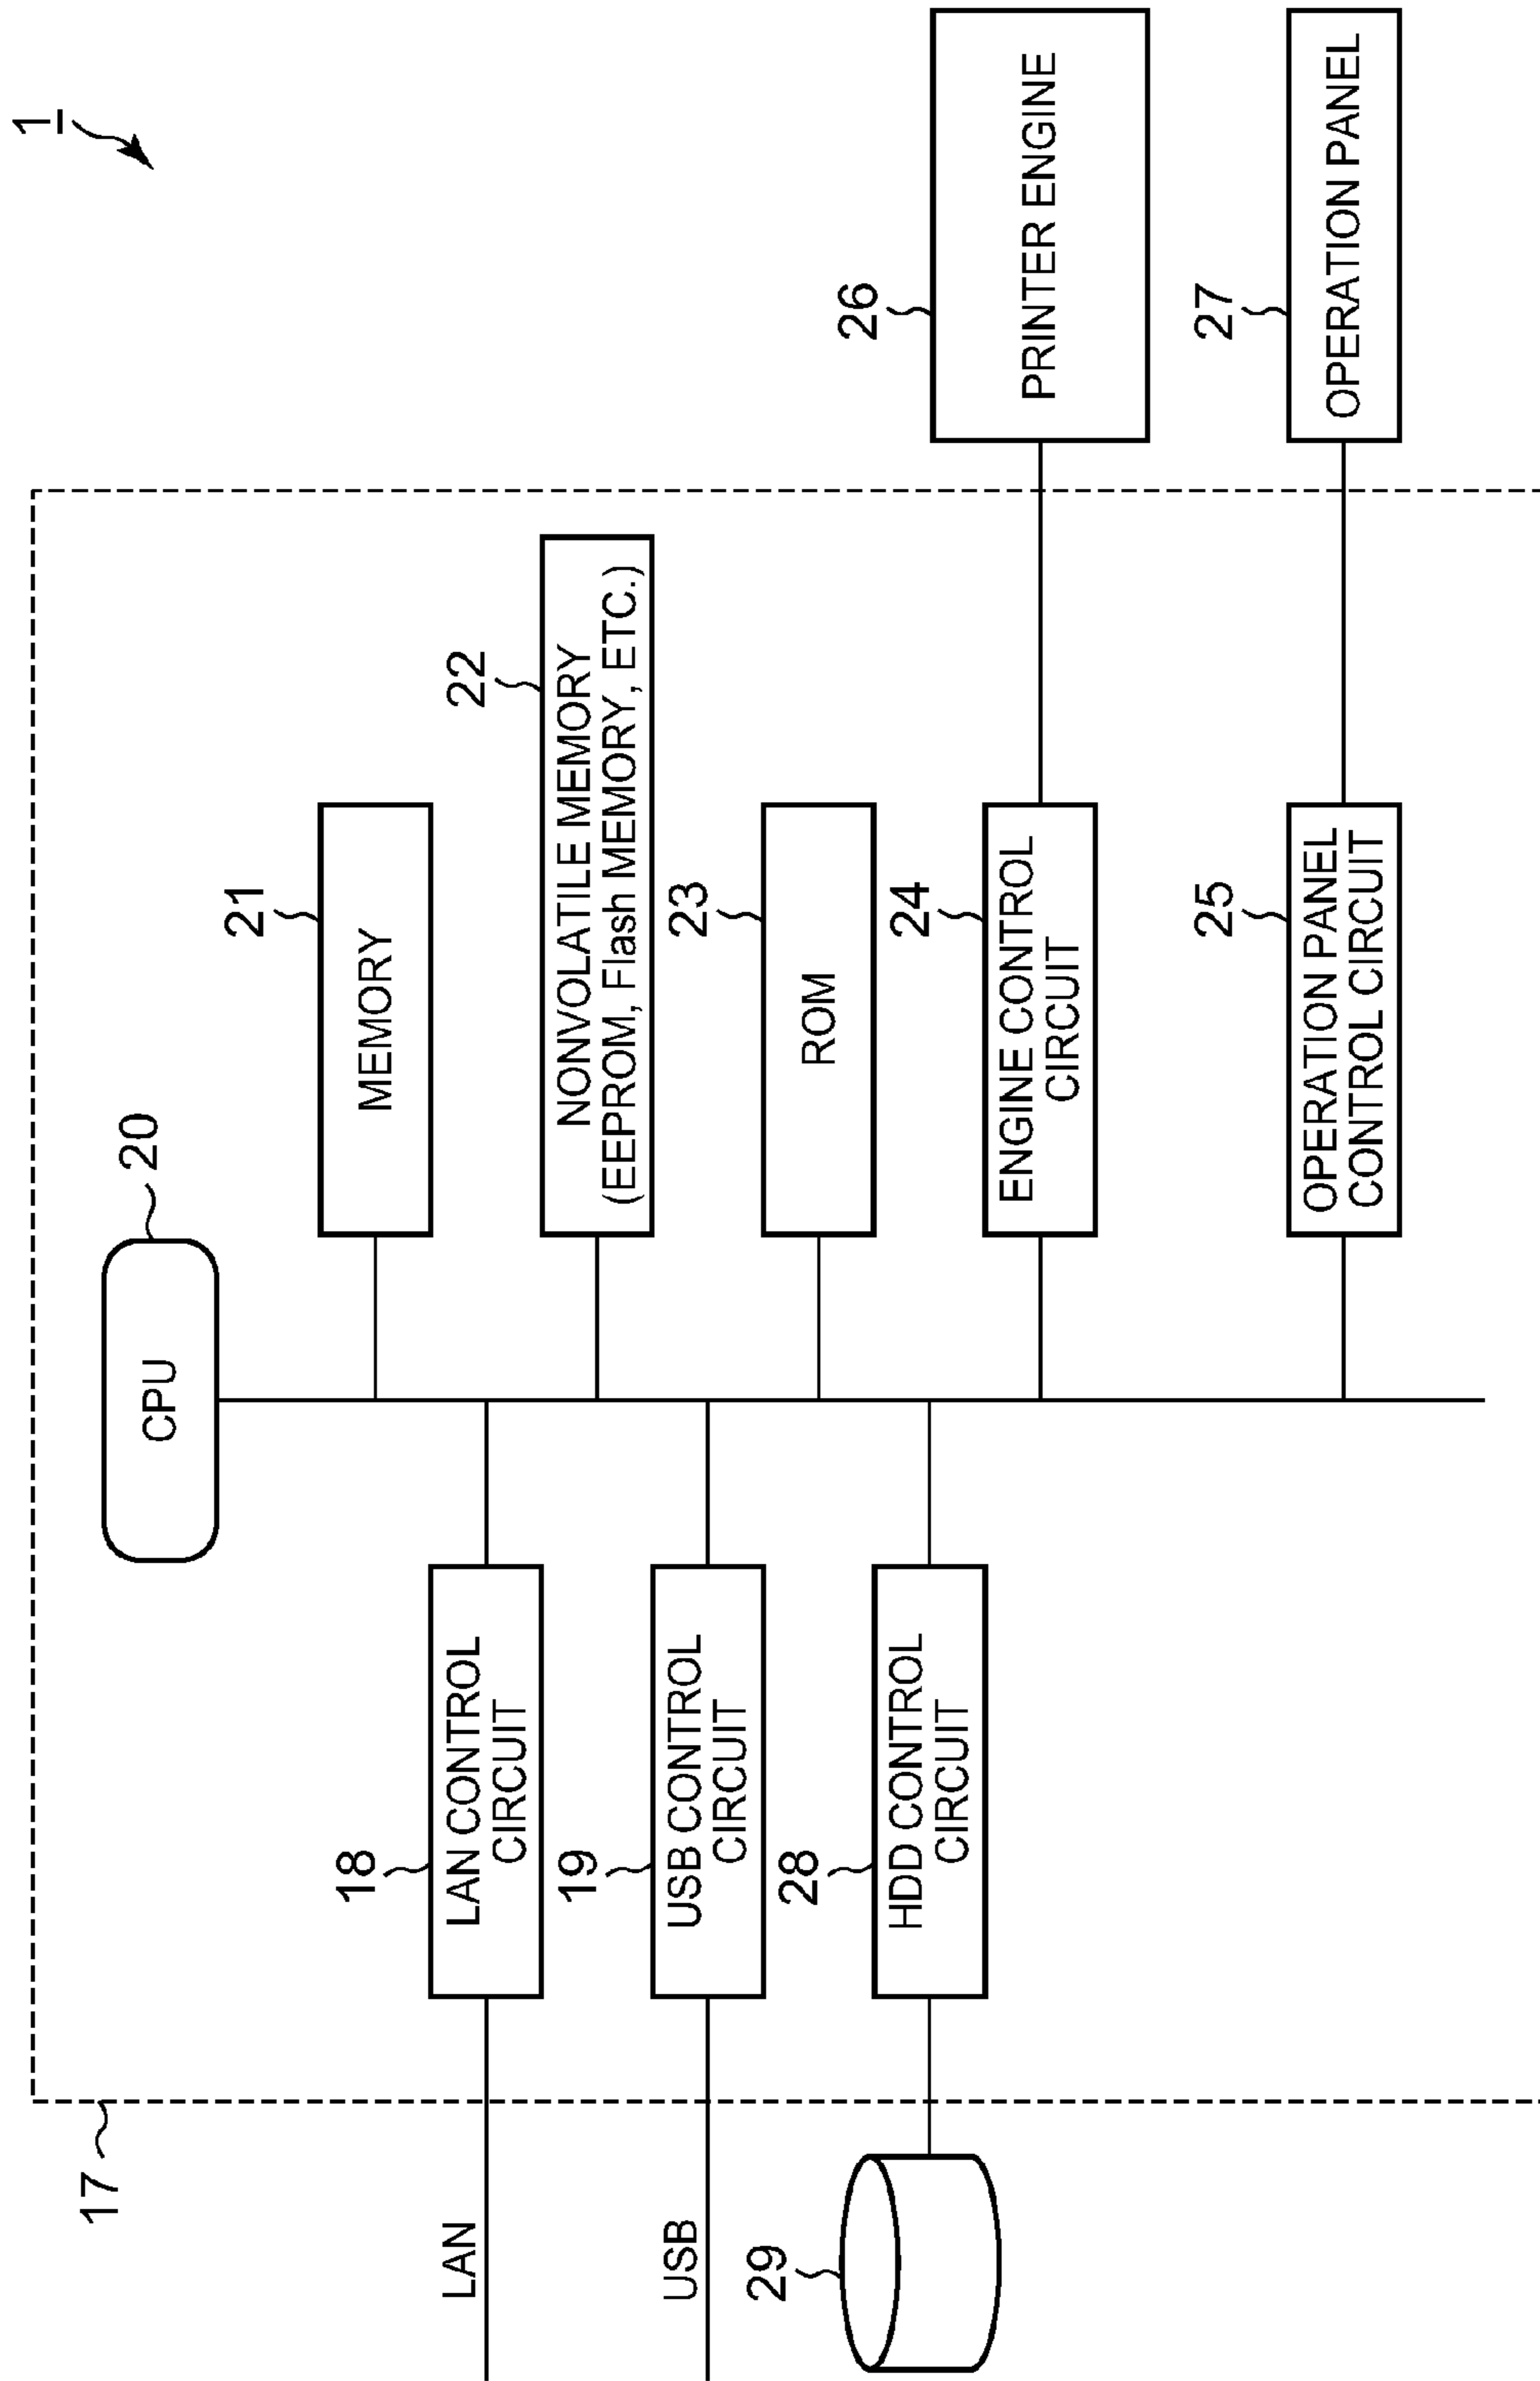 1
17
CPU
20
LAN
18
LAN CONTROL
CIRCUIT
USB
19
USB CONTROL
CIRCUIT
29
28
HDD CONTROL
CIRCUIT
MEMORY
21
NONVOLATILE MEMORY
(EEPROM, Flash MEMORY, ETC.)
22
ROM
23
ENGINE CONTROL
CIRCUIT
24
OPERATION PANEL
CONTROL CIRCUIT
25
26
PRINTER ENGINE
27
OPERATION PANEL